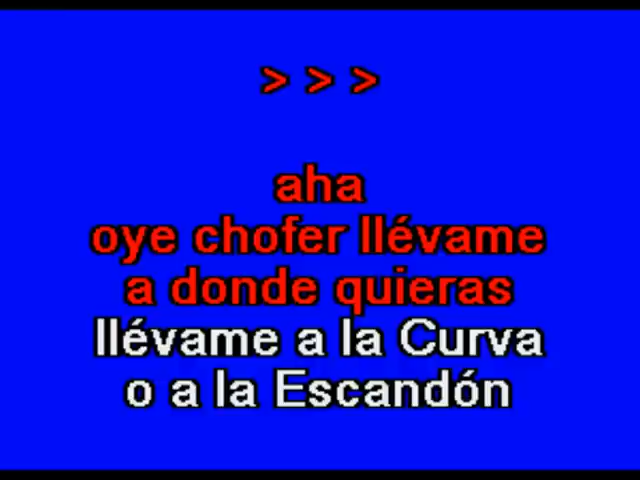 > > >
aha
oye chofer llévame
a donde quieras
llévame a la Curva
o a la Escandón